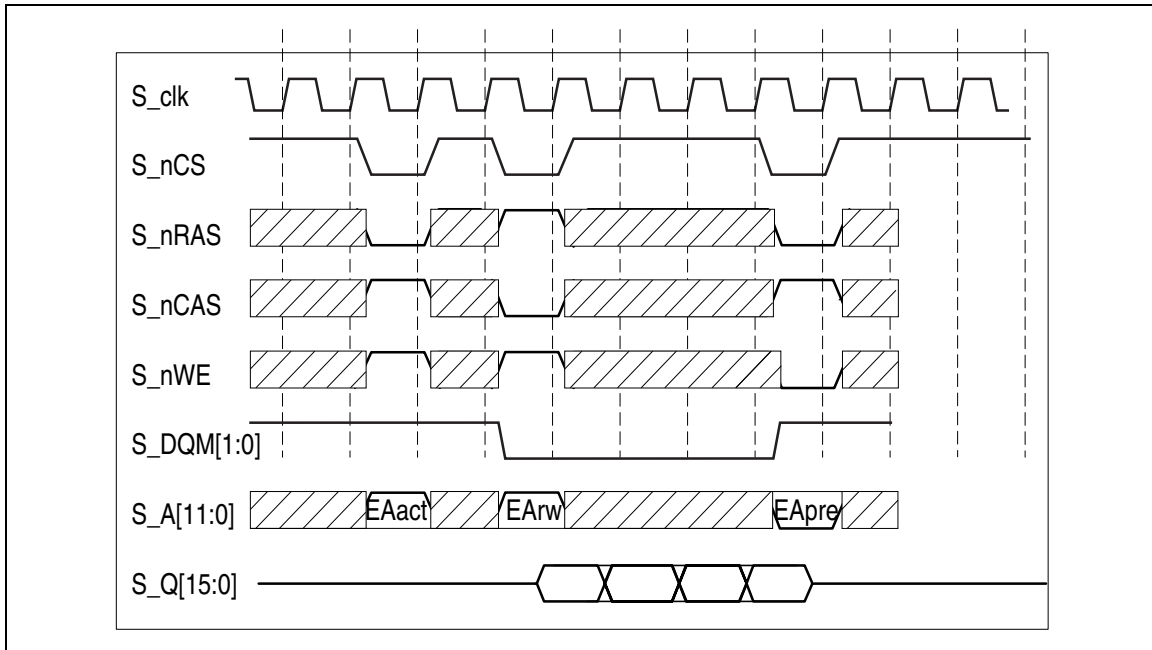 S_clk
S_nCS
S_nRAS
S_nCAS
S_nWE
S_DQM[1:0]
S_A[11:0] EAact EArw EApre
S_Q[15:0]